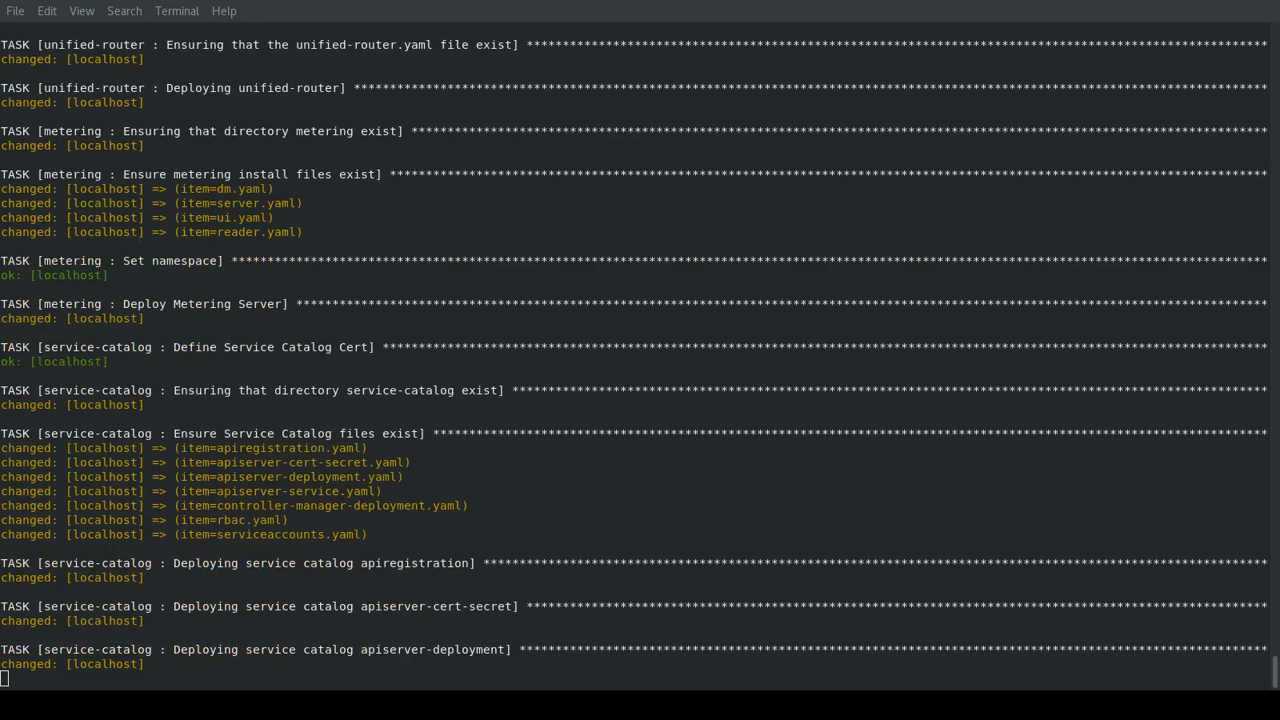 File Edit View Search Terminal Help
TASK [unified-router : Ensuring that the unified-router.yaml file exist] *******************************************************************************************************
changed: [localhost]
TASK [unified-router : Deploying unified-router] *******************************************************************************************************************************
changed: [localhost]
TASK [metering : Ensuring that directory metering exist] ***********************************************************************************************************************
changed: [localhost]
TASK [metering : Ensure metering install files exist] **************************************************************************************************************************
changed: [localhost] => (item=dm.yaml)
changed: [localhost] => (item=server.yaml)
changed: [localhost] => (item=ui.yaml)
changed: [localhost] => (item=reader.yaml)
TASK [metering : Set namespace] ************************************************************************************************************************************************
ok: [localhost]
TASK [metering : Deploy Metering Server] ***************************************************************************************************************************************
changed: [localhost]
TASK [service-catalog : Define Service Catalog Cert] ***************************************************************************************************************************
ok: [localhost]
TASK [service-catalog : Ensuring that directory service-catalog exist] *********************************************************************************************************
changed: [localhost]
TASK [service-catalog : Ensure Service Catalog files exist] ********************************************************************************************************************
changed: [localhost] => (item=apiregistration.yaml)
changed: [localhost] => (item=apiserver-cert-secret.yaml)
changed: [localhost] => (item=apiserver-deployment.yaml)
changed: [localhost] => (item=apiserver-service.yaml)
changed: [localhost] => (item=controller-manager-deployment.yaml)
changed: [localhost] => (item=rbac.yaml)
changed: [localhost] => (item=serviceaccounts.yaml)
TASK [service-catalog : Deploying service catalog apiregistration] *************************************************************************************************************
changed: [localhost]
TASK [service-catalog : Deploying service catalog apiserver-cert-secret] *******************************************************************************************************
changed: [localhost]
TASK [service-catalog : Deploying service catalog apiserver-deployment] ********************************************************************************************************
changed: [localhost]